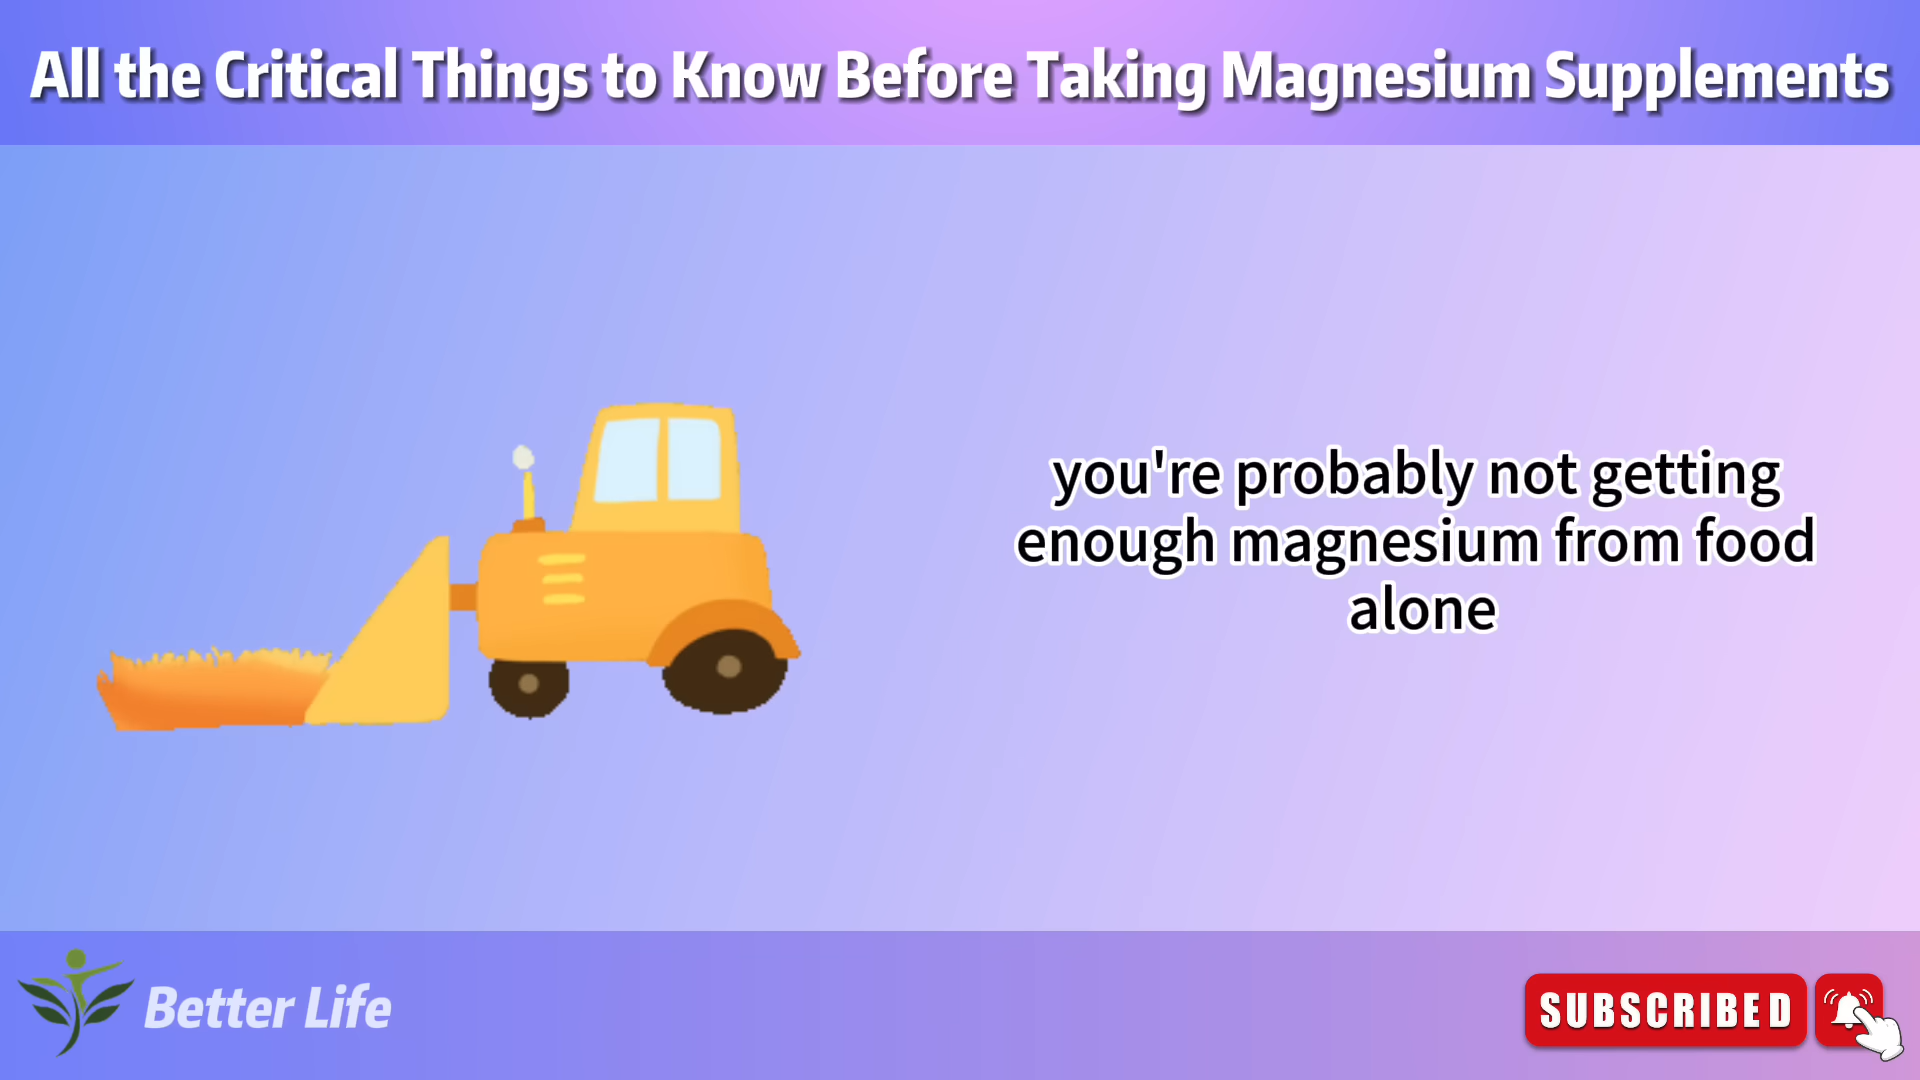 All the Critical Things to Know Before Taking Magnesium Supplements
you're probably not getting
enough magnesium from food
alone
Better Life
SUBSCRIBED